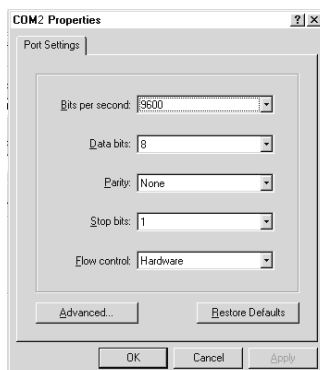 COM2 Properties ? ×
Port Settings
Bits per second: 9600
Data bits: 8
Parity: None
Stop bits: 1
Flow control: Hardware
Advanced... Restore Defaults
OK Cancel Apply